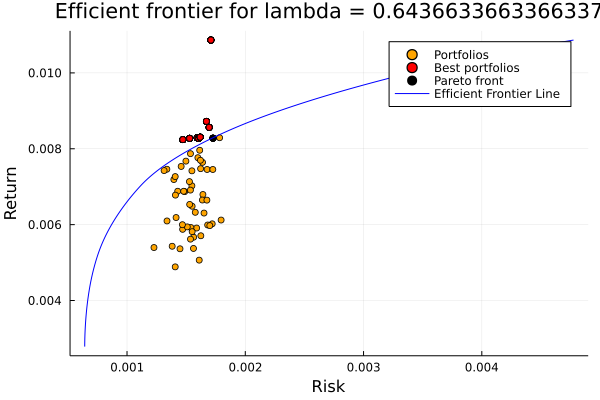 Efficient frontier for lambda = 0.6436633663366337
Return
0.010
0.008
0.006
0.004
Portfolios
Best portfolios
Pareto front
Efficient Frontier Line
0.001 0.002 0.003 0.004
Risk